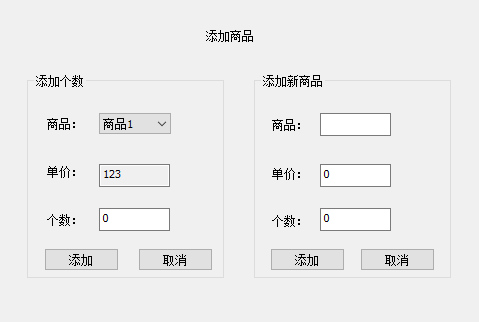 添加商品
添加个数
商品： 商品1
单价： 123
个数： 0
添加 取消
添加新商品
商品：
单价： 0
个数： 0
添加 取消